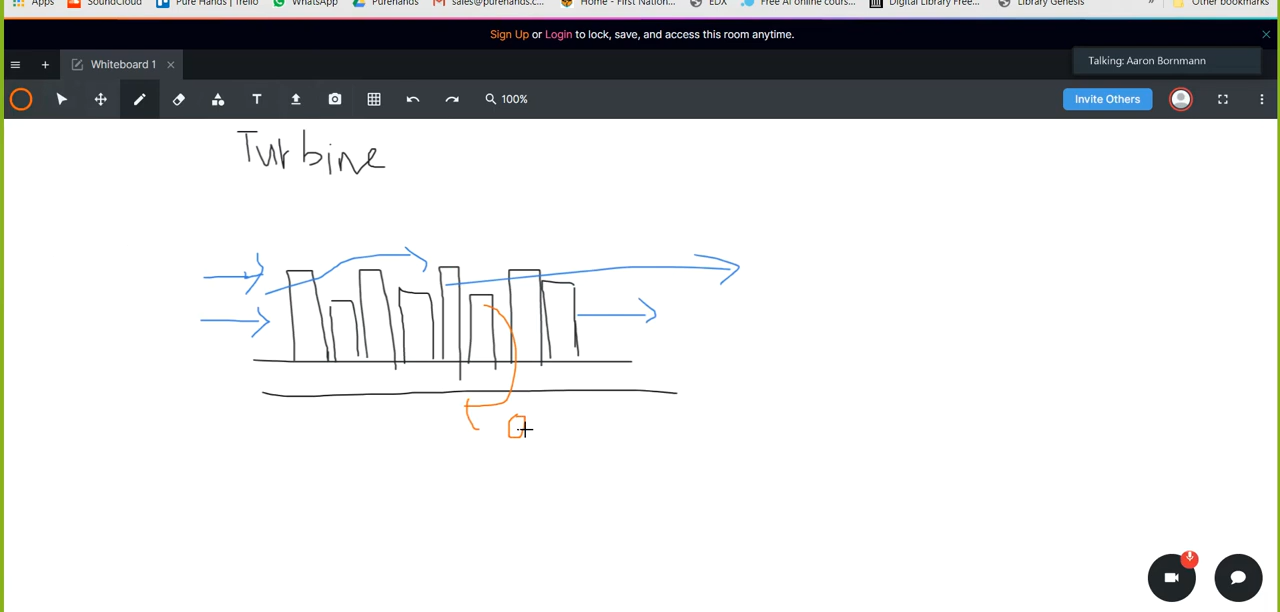 Apps SoundCloud Pure Hands | Trello WhatsApp Purehands sales@purehands.c... Home - First Nation... EDX Free AI online cours... Digital Library Free... Library Genesis » Other bookmarks
Sign Up or Login to lock, save, and access this room anytime.
Whiteboard 1
Talking: Aaron Bornmann
100%
Invite Others
Turbine